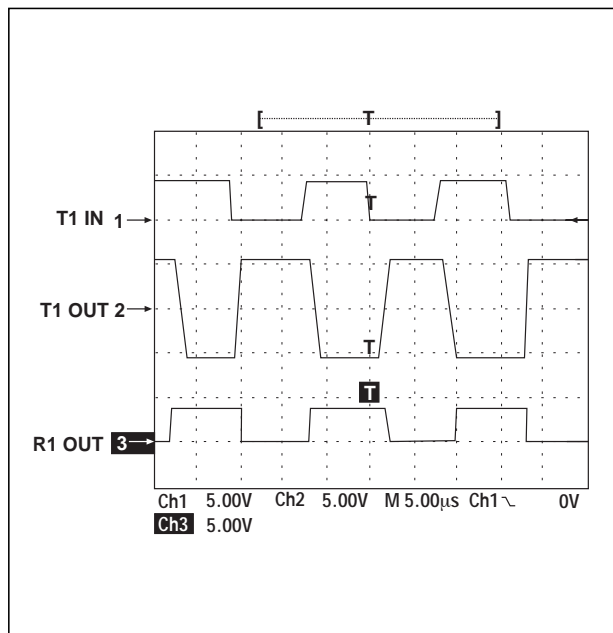 [ T ]
T1 IN 1
T
T1 OUT 2
T
T
R1 OUT 3
Ch1 5.00V Ch2 5.00V M 5.00μs Ch1 0V
Ch3 5.00V